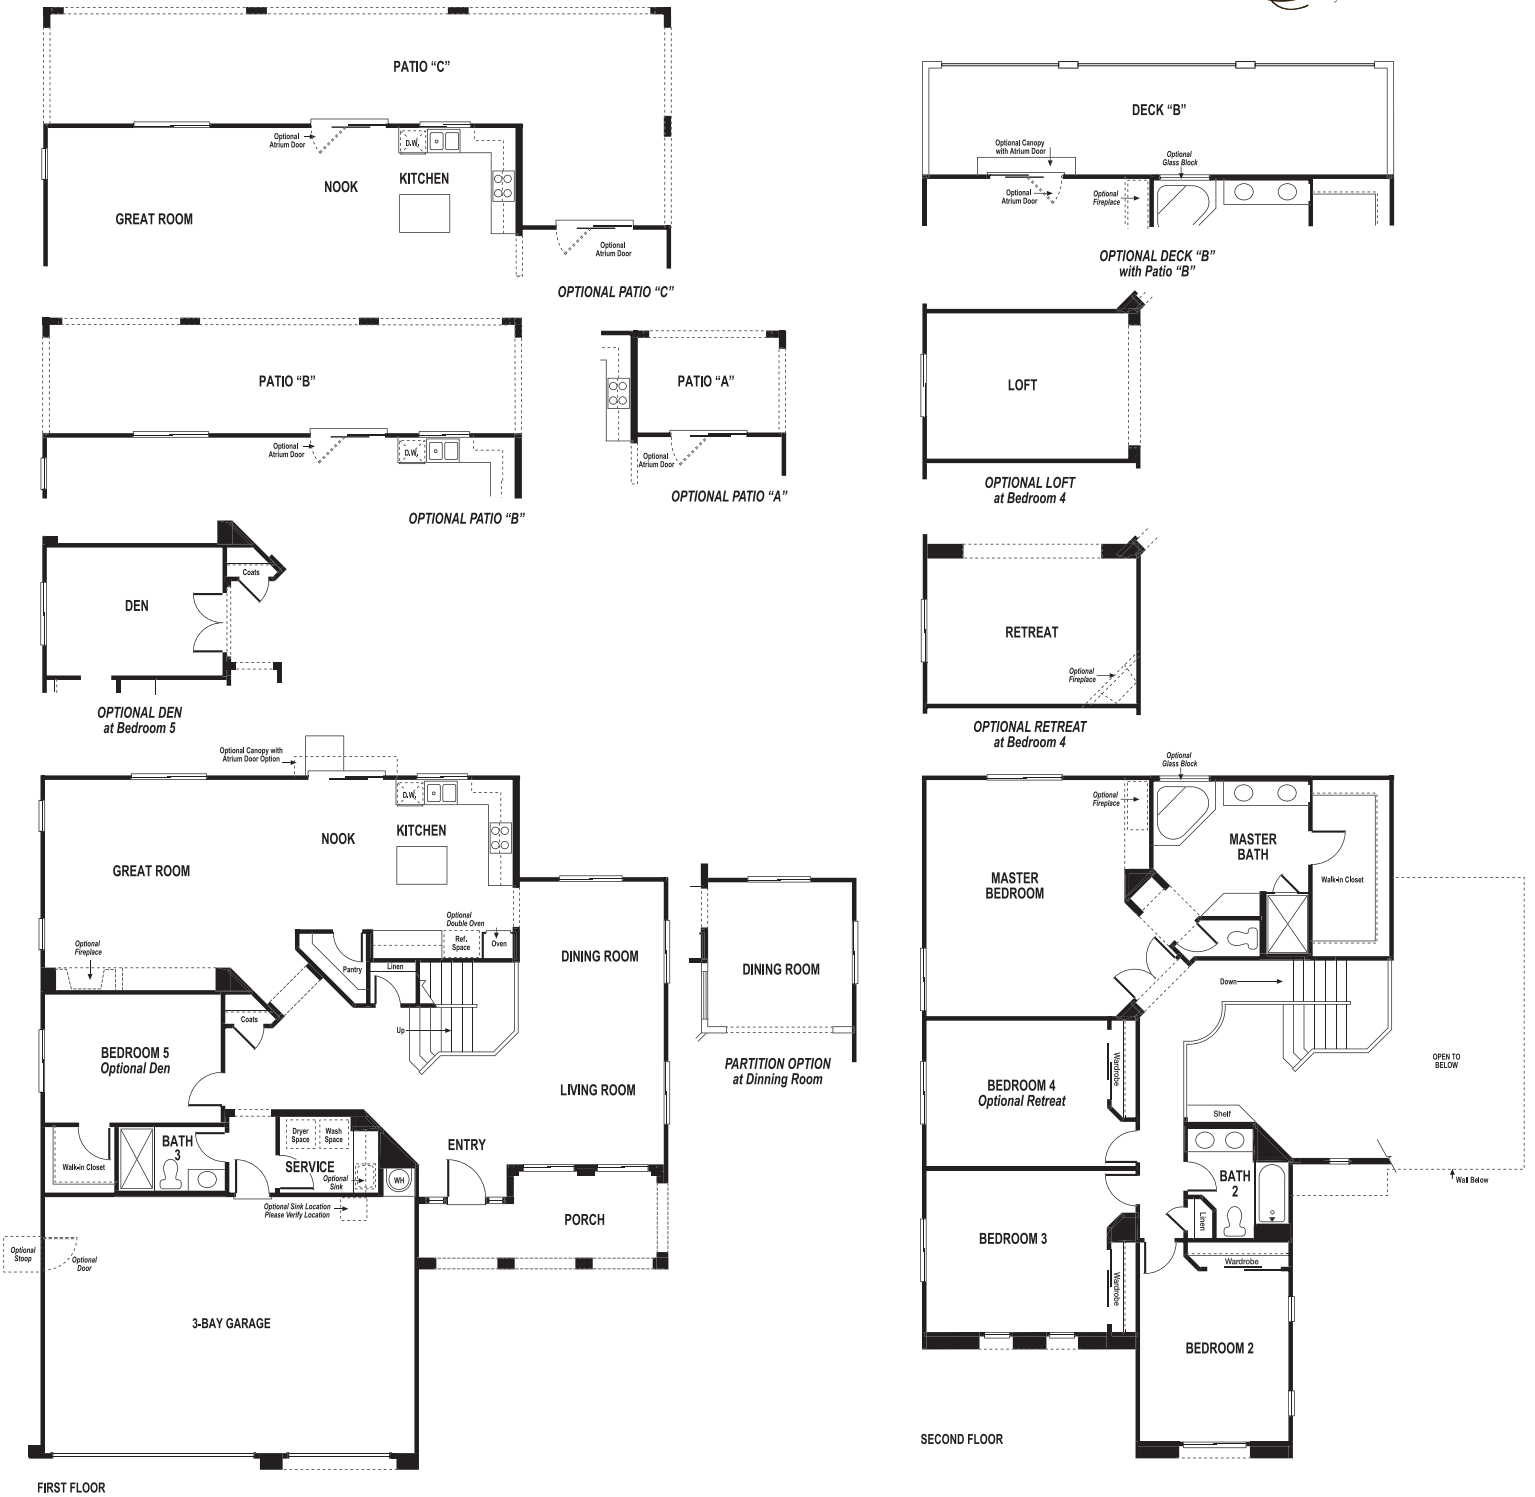 PATIO “C”
Optional
Atrium Door
D.W.
NOOK
KITCHEN
GREAT ROOM
Optional
Atrium Door
OPTIONAL PATIO “C”
PATIO “B”
Optional
Atrium Door
D.W.
OPTIONAL PATIO “B”
PATIO “A”
Optional
Atrium Door
OPTIONAL PATIO “A”
DEN
Coats
OPTIONAL DEN
at Bedroom 5
DECK “B”
Optional Canopy
with Atrium Door
Optional
Glass Block
Optional
Atrium Door
Optional
Fireplace
OPTIONAL DECK “B”
with Patio “B”
LOFT
OPTIONAL LOFT
at Bedroom 4
RETREAT
Optional
Fireplace
OPTIONAL RETREAT
at Bedroom 4
Optional Canopy with
Atrium Door Option
D.W.
NOOK
KITCHEN
GREAT ROOM
Optional
Double Oven
Ref.
Space
Oven
Optional
Fireplace
Pantry
Linen
DINING ROOM
Coats
Up
BEDROOM 5
Optional Den
LIVING ROOM
BATH
3
Dryer
Space
Wash
Space
ENTRY
Walk-in Closet
SERVICE
Optional
Sink
WH
Optional Sink Location
Please Verify Location
PORCH
Optional
Stoop
Optional
Door
3-BAY GARAGE
FIRST FLOOR
DINING ROOM
PARTITION OPTION
at Dinning Room
Optional
Glass Block
Optional
Fireplace
MASTER
BATH
MASTER
BEDROOM
Walk-in Closet
Down
BEDROOM 4
Optional Retreat
Wardrobe
OPEN TO
BELOW
Shelf
BATH
2
Wall Below
Linen
BEDROOM 3
Wardrobe
Wardrobe
BEDROOM 2
SECOND FLOOR